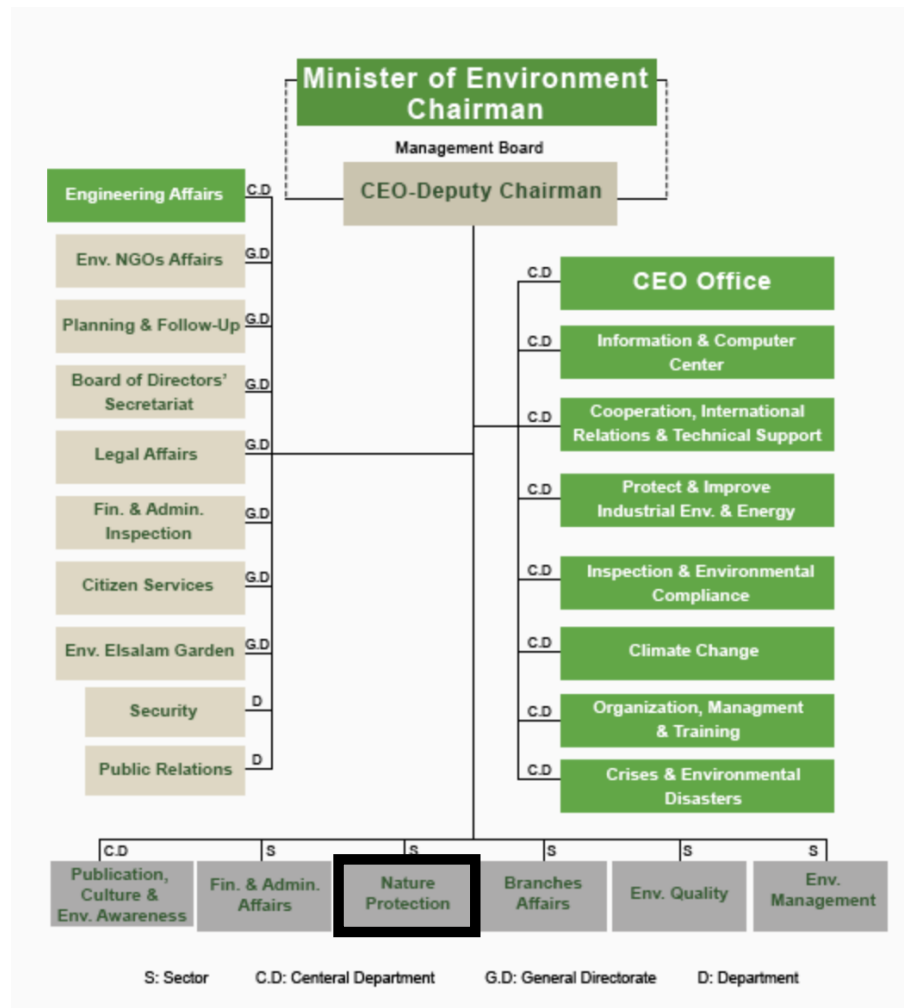 Minister of Environment
Chairman
Management Board
CEO-Deputy Chairman
Engineering Affairs
C.D
Env. NGOs Affairs
G.D
Planning & Follow-Up
G.D
Board of Directors'
Secretariat
G.D
Legal Affairs
G.D
Fin. & Admin.
Inspection
G.D
Citizen Services
G.D
Env. Elsalam Garden
G.D
Security
D
Public Relations
D
C.D
CEO Office
C.D
Information & Computer
Center
C.D
Cooperation, International
Relations & Technical Support
C.D
Protect & Improve
Industrial Env. & Energy
C.D
Inspection & Environmental
Compliance
C.D
Climate Change
C.D
Organization, Managment
& Training
C.D
Crises & Environmental
Disasters
C.D
Publication,
Culture &
Env. Awareness
S
Fin. & Admin.
Affairs
S
Nature
Protection
S
Branches
Affairs
S
Env. Quality
S
Env.
Management
S: Sector C.D: Centeral Department G.D: General Directorate D: Department